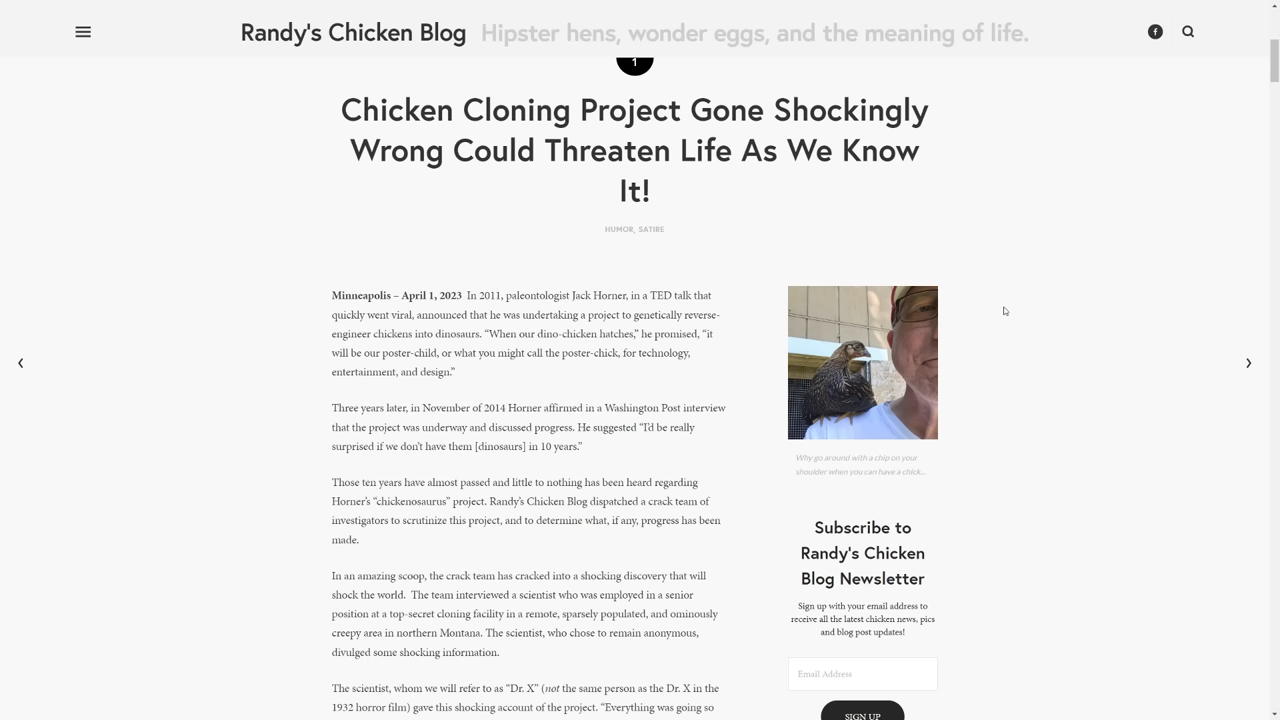 Randy's Chicken Blog
Hipster hens, wonder eggs, and the meaning of life.
1
Chicken Cloning Project Gone Shockingly
Wrong Could Threaten Life As We Know
It!
HUMOR, SATIRE
Minneapolis – April 1, 2023  In 2011, paleontologist Jack Horner, in a TED talk that
quickly went viral, announced that he was undertaking a project to genetically reverse-
engineer chickens into dinosaurs. “When our dino-chicken hatches,” he promised, “it
will be our poster-child, or what you might call the poster-chick, for technology,
entertainment, and design.”
Three years later, in November of 2014 Horner affirmed in a Washington Post interview
that the project was underway and discussed progress. He suggested “I’d be really
surprised if we don’t have them [dinosaurs] in 10 years.”
Those ten years have almost passed and little to nothing has been heard regarding
Horner’s “chickenosaurus” project. Randy’s Chicken Blog dispatched a crack team of
investigators to scrutinize this project, and to determine what, if any, progress has been
made.
In an amazing scoop, the crack team has cracked into a shocking discovery that will
shock the world.  The team interviewed a scientist who was employed in a senior
position at a top-secret cloning facility in a remote, sparsely populated, and ominously
creepy area in northern Montana. The scientist, who chose to remain anonymous,
divulged some shocking information.
The scientist, whom we will refer to as “Dr. X” (not the same person as the Dr. X in the
1932 horror film) gave this shocking account of the project. “Everything was going so
Why go around with a chip on your
shoulder when you can have a chick...
Subscribe to
Randy's Chicken
Blog Newsletter
Sign up with your email address to
receive all the latest chicken news, pics
and blog post updates!
Email Address
SIGN UP